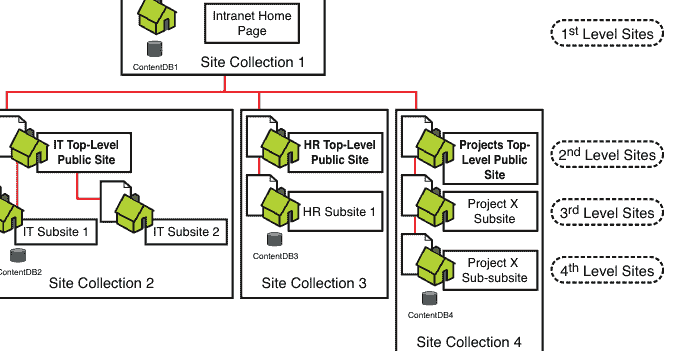 Intranet Home
Page
ContentDB1
Site Collection 1
1st Level Sites
IT Top-Level
Public Site
HR Top-Level
Public Site
Projects Top-
Level Public
Site
2nd Level Sites
IT Subsite 1
IT Subsite 2
HR Subsite 1
Project X
Subsite
3rd Level Sites
ContentDB2
ContentDB3
Project X
Sub-subsite
4th Level Sites
Site Collection 2
Site Collection 3
ContentDB4
Site Collection 4